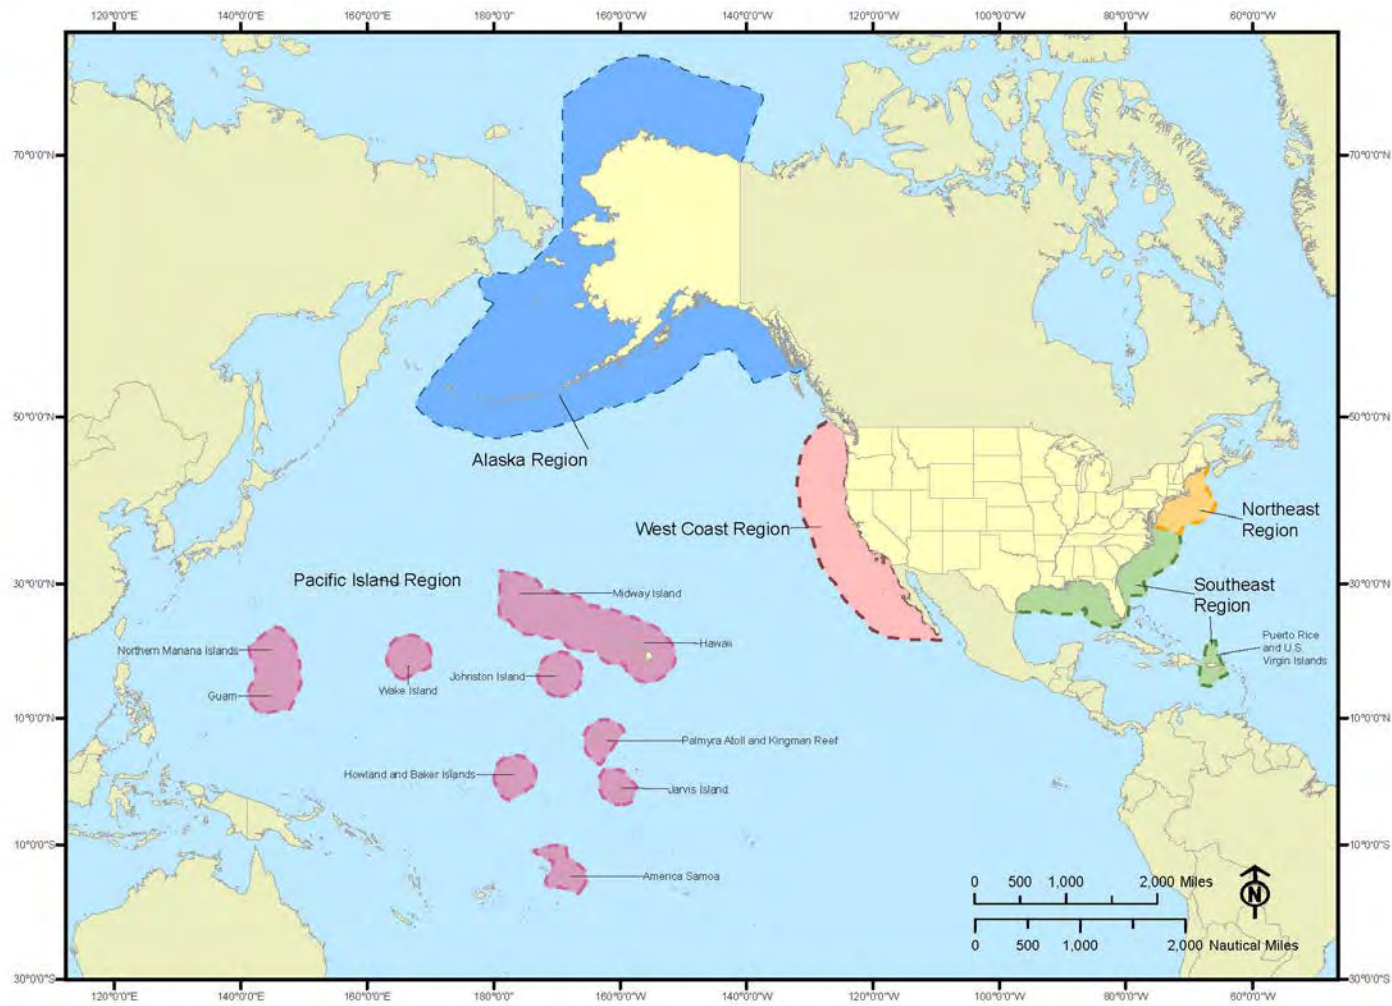 120°0'0"E 140°0'0"E 160°0'0"E 180°0'0" 160°0'0"W 140°0'0"W 120°0'0"W 100°0'0"W 80°0'0"W 60°0'0"W
70°0'0"N 70°0'0"N
50°0'0"N 50°0'0"N
Alaska Region
West Coast Region
Northeast
Region
Pacific Island Region
30°0'0"N 30°0'0"N
Southeast
Region
Midway Island
Puerto Rico
and U.S.
Virgin Islands
Hawaii
Northern Mariana Islands
Johnston Island
Wake Island
Guam
10°0'0"N 10°0'0"N
Palmyra Atoll and Kingman Reef
Howland and Baker Islands
Jarvis Island
10°0'0"S 10°0'0"S
America Samoa
0 500 1,000 2,000 Miles
N
0 500 1,000 2,000 Nautical Miles
30°0'0"S 30°0'0"S
120°0'0"E 140°0'0"E 160°0'0"E 180°0'0" 160°0'0"W 140°0'0"W 120°0'0"W 100°0'0"W 80°0'0"W 60°0'0"W